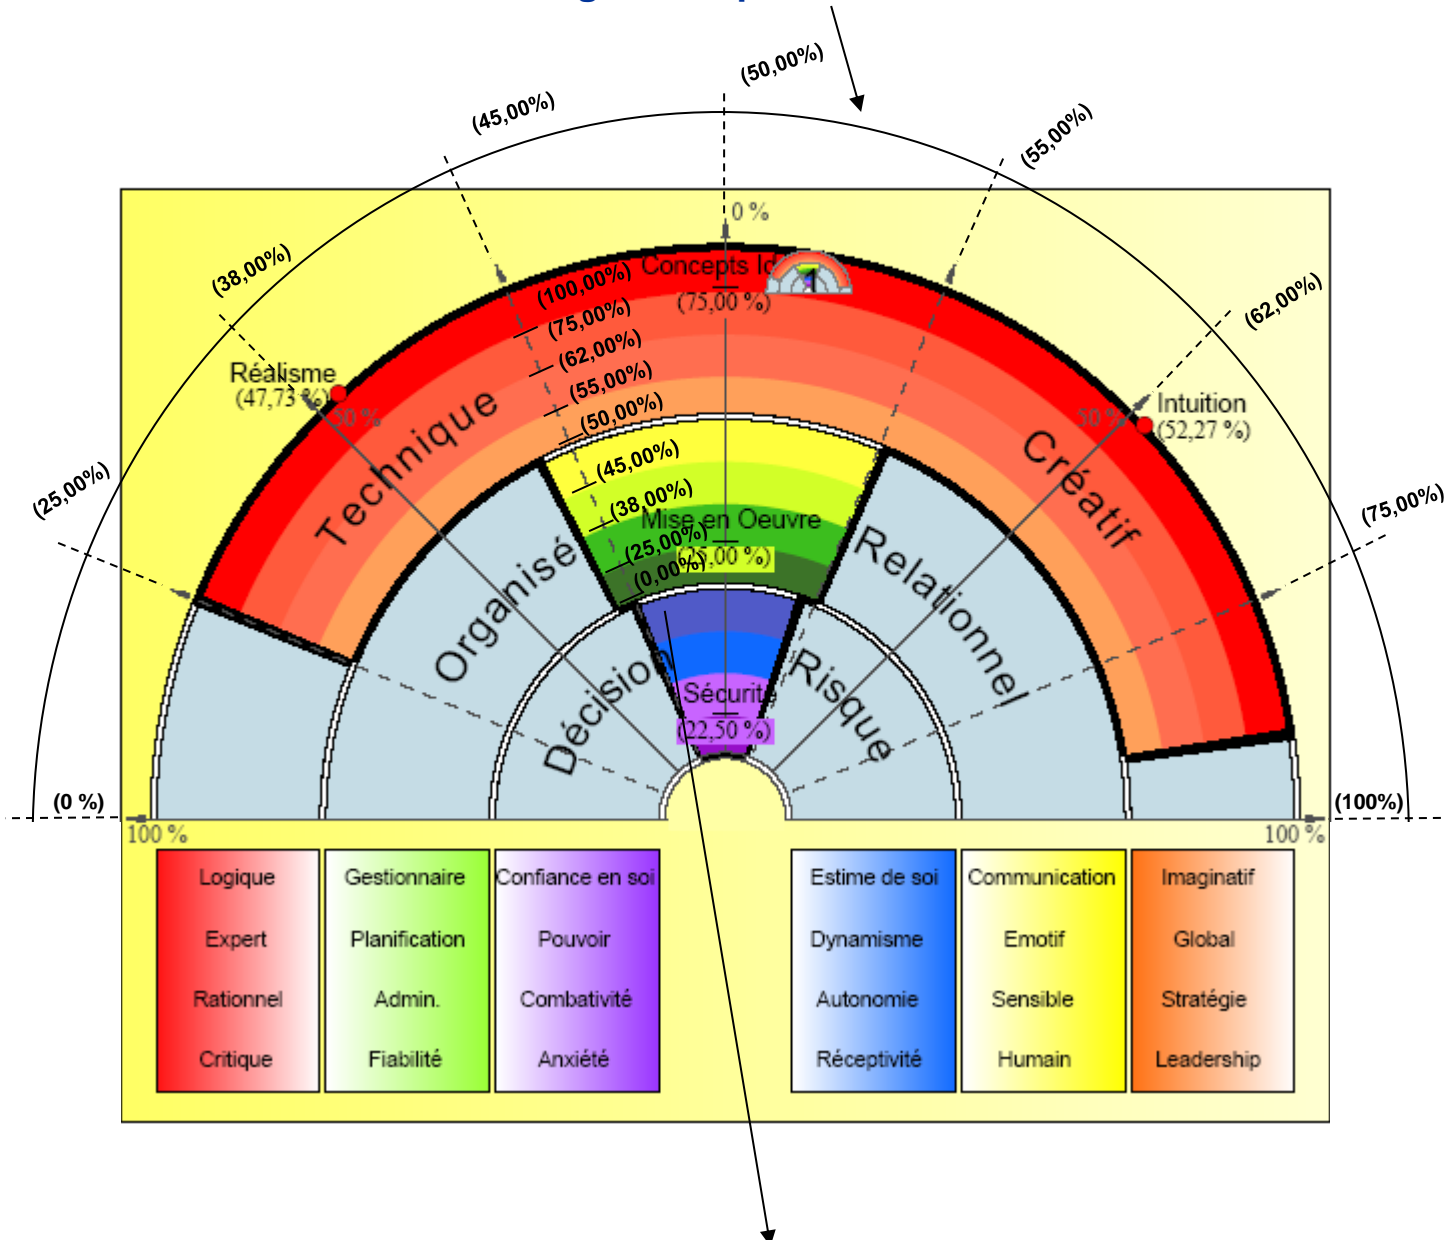 (50,00%)
(45,00%)
(55,00%)
(38,00%)
(62,00%)
(25,00%)
(75,00%)
(0 %)
(100%)
0 %
Concepts
(75,00 %)
(100,00%)
(75,00%)
(62,00%)
(55,00%)
(50,00%)
(45,00%)
(38,00%)
(25,00%)
(0,00%)
Réalisme
(47,73 %)
50 %
50 %
Intuition
(52,27 %)
Technique
Créatif
Mise en Oeuvre
(25,00 %)
Organisé
Relationnel
Décision
Risque
Sécurité
(22,50 %)
100 %
100 %
Logique
Expert
Rationnel
Critique
Gestionnaire
Planification
Admin.
Fiabilité
Confiance en soi
Pouvoir
Combativité
Anxiété
Estime de soi
Dynamisme
Autonomie
Réceptivité
Communication
Emotif
Sensible
Humain
Imaginatif
Global
Stratégie
Leadership